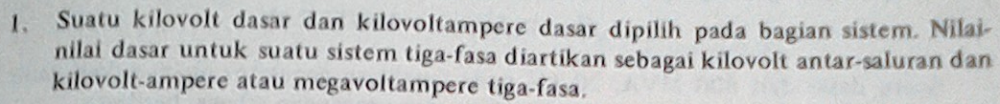 1. Suatu kilovolt dasar dan kilovoltampere dasar dipilih pada bagian sistem. Nilai-
nilai dasar untuk suatu sistem tiga-fasa diartikan sebagai kilovolt antar-saluran dan
kilovolt-ampere atau megavoltampere tiga-fasa.